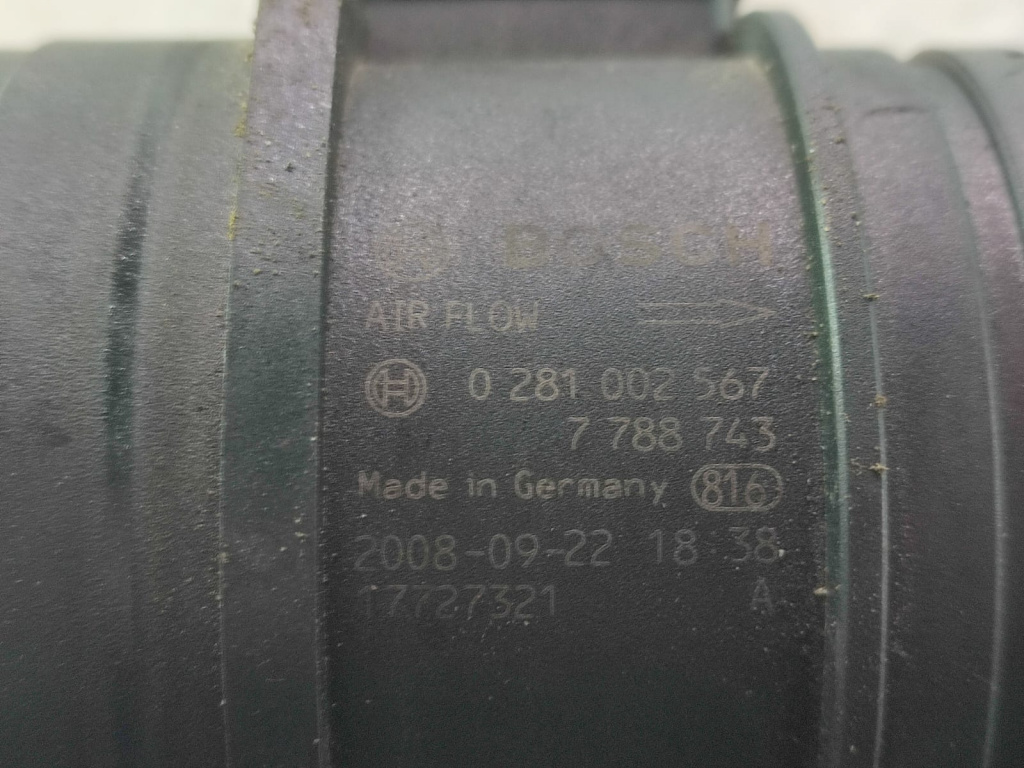 BOSCH
AIR FLOW
0 281 002 567
7 788 743
Made in Germany 816
2008-09-22 18:38
17727321 A